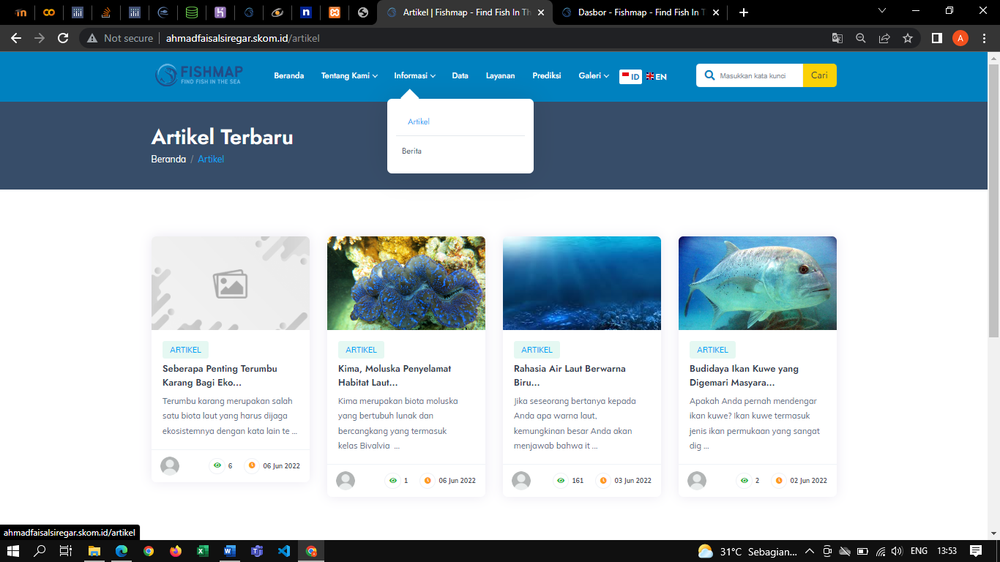 Artikel | Fishmap - Find Fish In Th
Dasbor - Fishmap - Find Fish In T
Not secure
ahmadfaisalsiregar.skom.id/artikel
A
FISHMAP
FIND FISH IN THE SEA
Beranda
Tentang Kami
Informasi
Data
Layanan
Prediksi
Galeri
ID
EN
Masukkan kata kunci
Cari
Artikel
Berita
Artikel Terbaru
Beranda / Artikel
ARTIKEL
Seberapa Penting Terumbu
Karang Bagi Eko...
Terumbu karang merupakan salah
satu biota laut yang harus dijaga
ekosistemnya dengan kata lain te ...
6
06 Jun 2022
ARTIKEL
Kima, Moluska Penyelamat
Habitat Laut...
Kima merupakan biota moluska
yang bertubuh lunak dan
bercangkang yang termasuk
kelas Bivalvia ...
1
06 Jun 2022
ARTIKEL
Rahasia Air Laut Berwarna
Biru...
Jika seseorang bertanya kepada
Anda apa warna laut,
kemungkinan besar Anda akan
menjawab bahwa it ...
161
03 Jun 2022
ARTIKEL
Budidaya Ikan Kuwe yang
Digemari Masyara...
Apakah Anda pernah mendengar
ikan kuwe? Ikan kuwe termasuk
jenis ikan permukaan yang sangat
dig ...
2
02 Jun 2022
ahmadfaisalsiregar.skom.id/artikel
31°C Sebagian...
ENG
13:53